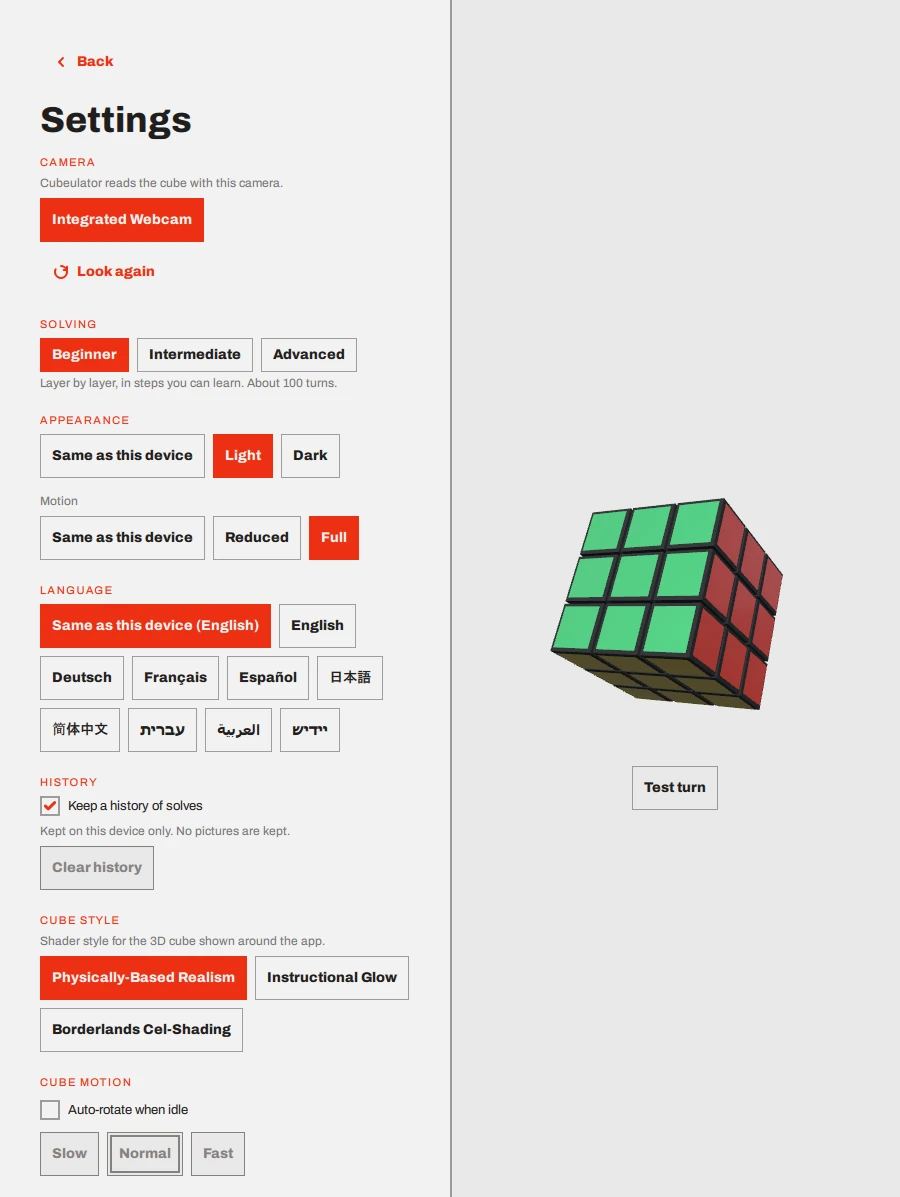 Back
Settings
CAMERA
Cubeulator reads the cube with this camera.
Integrated Webcam
Look again
SOLVING
Beginner Intermediate Advanced
Layer by layer, in steps you can learn. About 100 turns.
APPEARANCE
Same as this device Light Dark
Motion
Same as this device Reduced Full
LANGUAGE
Same as this device (English) English
Deutsch Français Español 日本語
简体中文 עברית العربية ייִדיש
HISTORY
Keep a history of solves
Kept on this device only. No pictures are kept.
Clear history
CUBE STYLE
Shader style for the 3D cube shown around the app.
Physically-Based Realism Instructional Glow
Borderlands Cel-Shading
CUBE MOTION
Auto-rotate when idle
Slow Normal Fast
Test turn